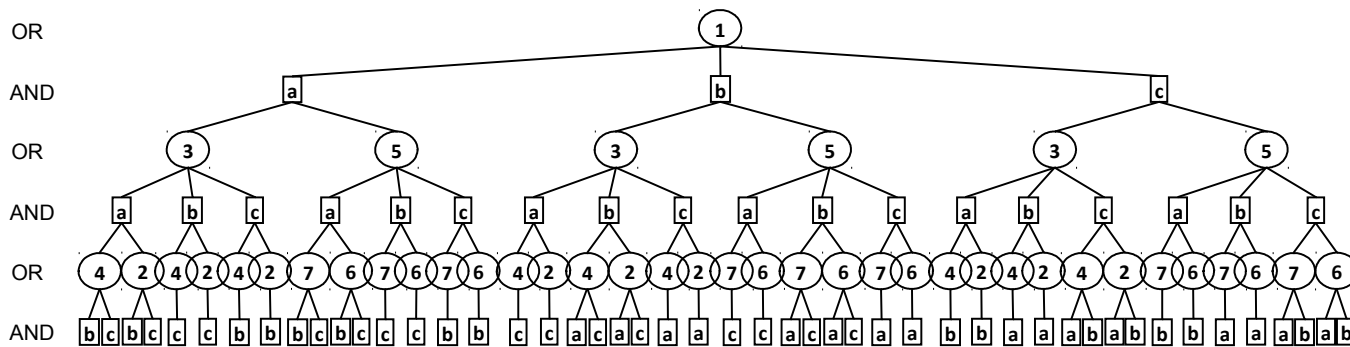 OR 1
AND a b c
OR 3 5 3 5 3 5
AND a b c a b c a b c a b c a b c a b c
OR 4 2 4 2 4 2 7 6 7 6 7 6 4 2 4 2 4 2 7 6 7 6 7 6 4 2 4 2 4 2 7 6 7 6 7 6
AND b c b c c c b b b c b c c c b b c c a c a c a a c c a c a c a a b b a a a b a b b b a a a b a b